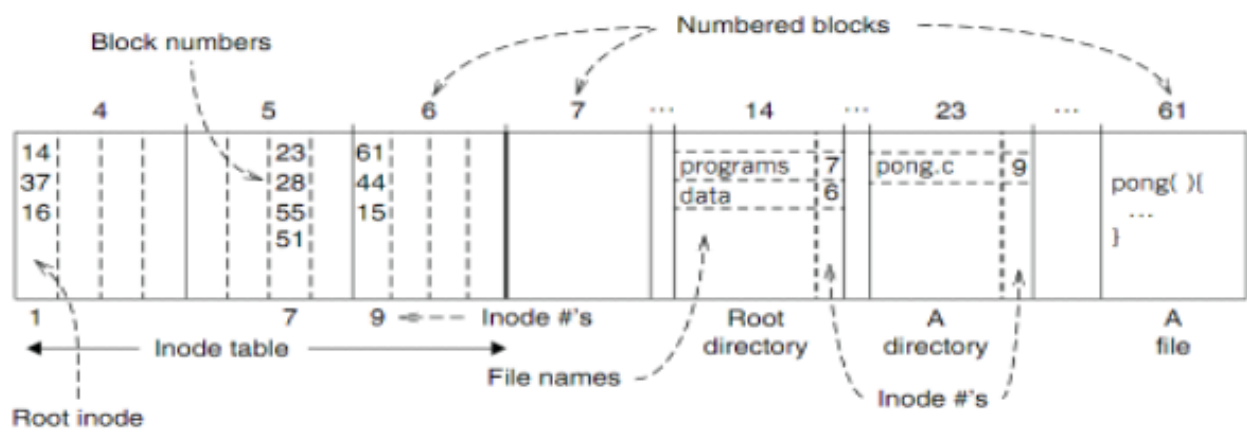 Block numbers
Numbered blocks
4 5 6 7 ... 14 ... 23 ... 61
14 23 61
37 28 44
16 55 15
51
programs 7
data 6
pong.c 9
pong( ){
...
}
1 7 9 Inode #'s
Root directory
A directory
A file
Inode table
File names
Inode #'s
Root inode